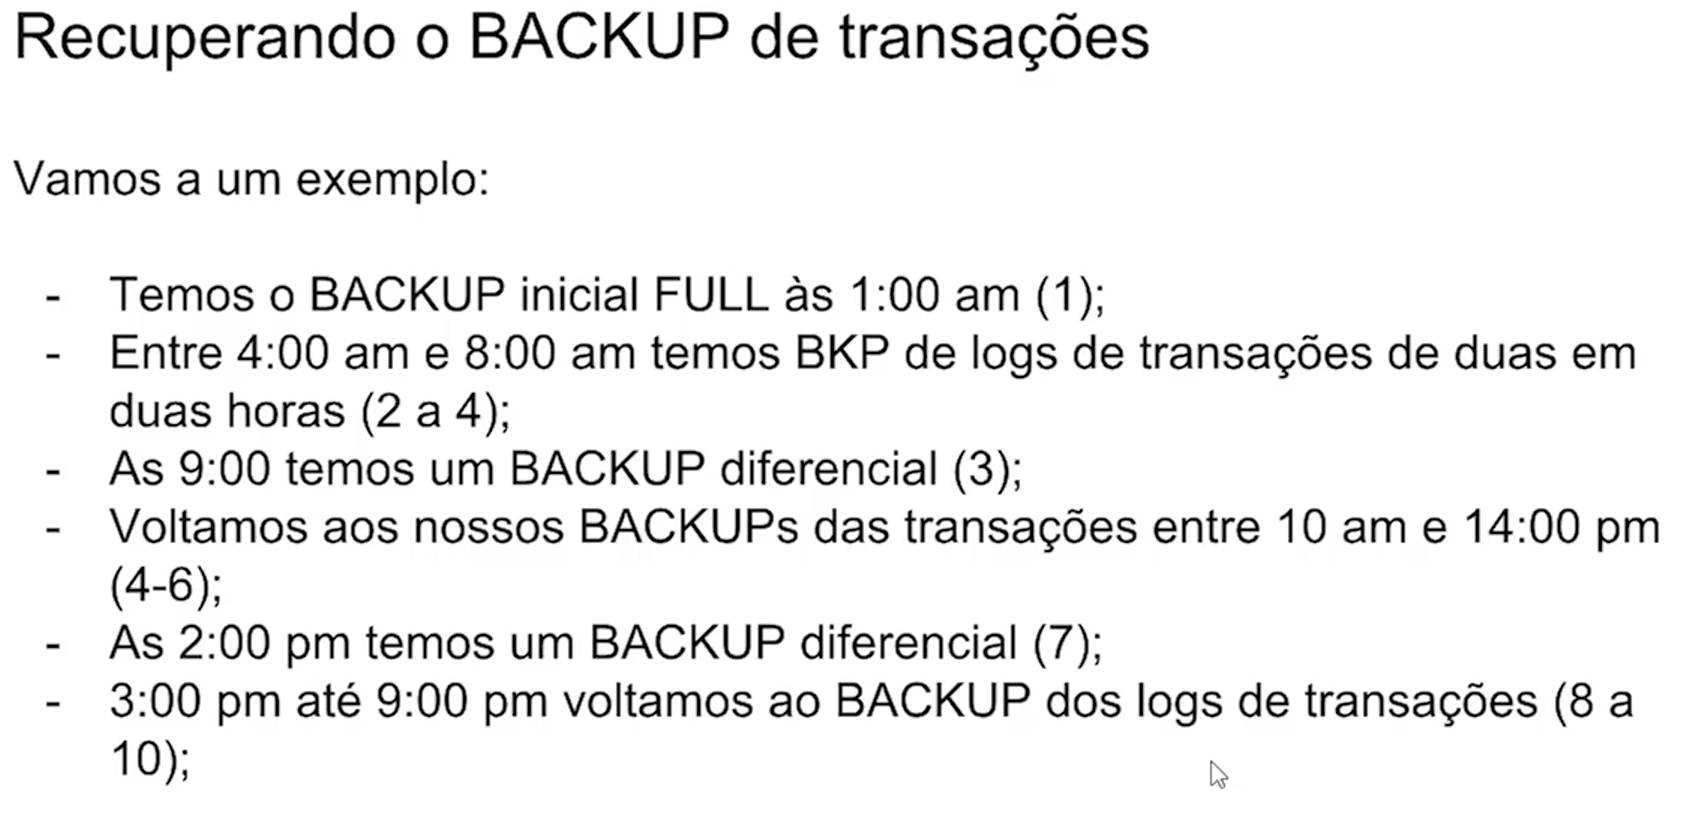 Recuperando o BACKUP de transações
Vamos a um exemplo:
- Temos o BACKUP inicial FULL às 1:00 am (1);
- Entre 4:00 am e 8:00 am temos BKP de logs de transações de duas em
duas horas (2 a 4);
- As 9:00 temos um BACKUP diferencial (3);
- Voltamos aos nossos BACKUPs das transações entre 10 am e 14:00 pm
(4-6);
- As 2:00 pm temos um BACKUP diferencial (7);
- 3:00 pm até 9:00 pm voltamos ao BACKUP dos logs de transações (8 a
10);